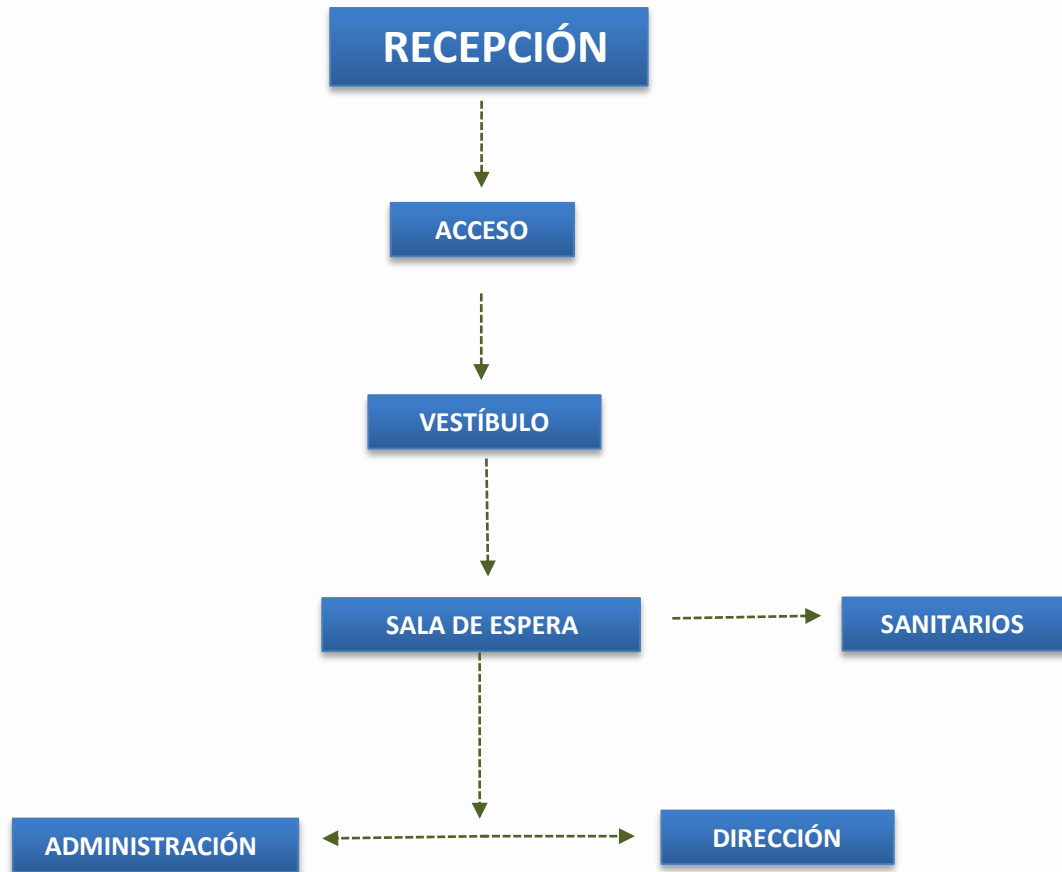 RECEPCIÓN
ACCESO
VESTÍBULO
SALA DE ESPERA
SANITARIOS
ADMINISTRACIÓN
DIRECCIÓN